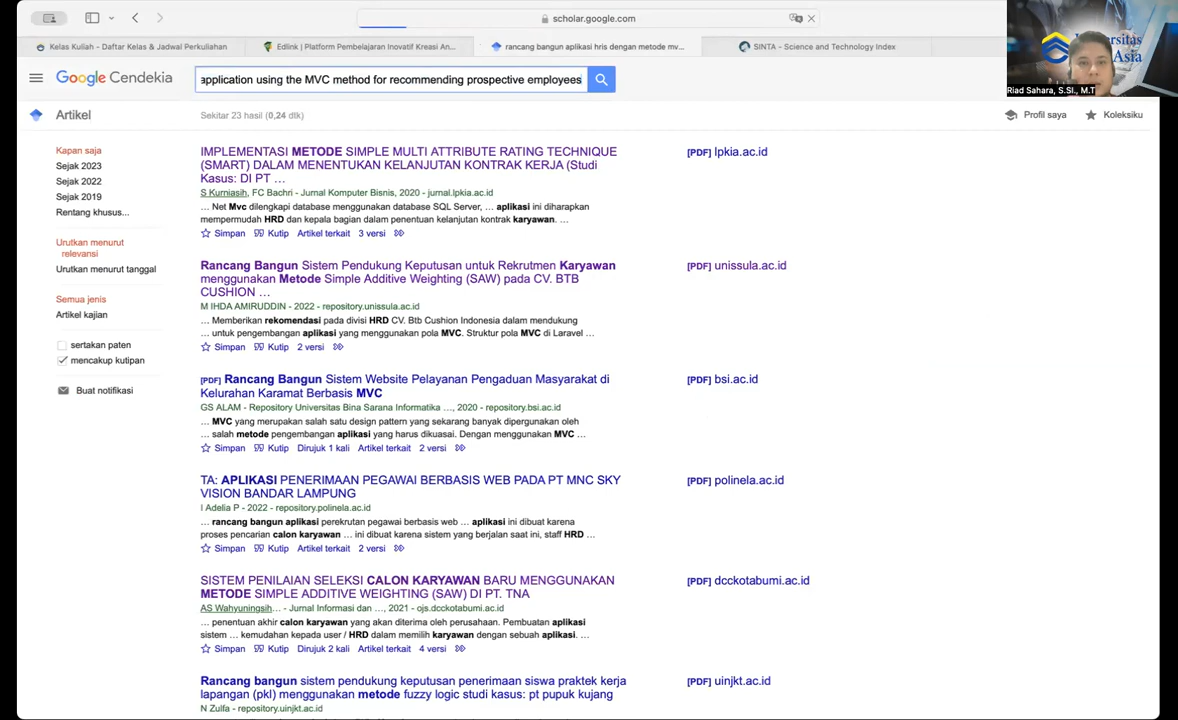 scholar.google.com
Kelas Kuliah - Daftar Kelas & Jadwal Perkuliahan
Edlink | Platform Pembelajaran Inovatif Kreasi An...
rancang bangun aplikasi hris dengan metode mv...
SINTA - Science and Technology Index
Riad Sahara, S.SI., M.T
Google Cendekia
application using the MVC method for recommending prospective employees
Artikel
Sekitar 23 hasil (0,24 dtk)
Profil saya
Koleksiku
Kapan saja
Sejak 2023
Sejak 2022
Sejak 2019
Rentang khusus...
Urutkan menurut
relevansi
Urutkan menurut tanggal
Semua jenis
Artikel kajian
sertakan paten
mencakup kutipan
Buat notifikasi
IMPLEMENTASI METODE SIMPLE MULTI ATTRIBUTE RATING TECHNIQUE
(SMART) DALAM MENENTUKAN KELANJUTAN KONTRAK KERJA (Studi
Kasus: DI PT ...
[PDF] lpkia.ac.id
S Kurniasih, FC Bachri - Jurnal Komputer Bisnis, 2020 - jurnal.lpkia.ac.id
... Net Mvc dilengkapi database menggunakan database SQL Server, ... aplikasi ini diharapkan
mempermudah HRD dan kepala bagian dalam penentuan kelanjutan kontrak karyawan. ...
Simpan Kutip Artikel terkait 3 versi
Rancang Bangun Sistem Pendukung Keputusan untuk Rekrutmen Karyawan
menggunakan Metode Simple Additive Weighting (SAW) pada CV. BTB
CUSHION ...
[PDF] unissula.ac.id
M IHDA AMIRUDDIN - 2022 - repository.unissula.ac.id
... Memberikan rekomendasi pada divisi HRD CV. Btb Cushion Indonesia dalam mendukung
... untuk pengembangan aplikasi yang menggunakan pola MVC. Struktur pola MVC di Laravel ...
Simpan Kutip 2 versi
[PDF] Rancang Bangun Sistem Website Pelayanan Pengaduan Masyarakat di
Kelurahan Karamat Berbasis MVC
[PDF] bsi.ac.id
GS ALAM - Repository Universitas Bina Sarana Informatika ..., 2020 - repository.bsi.ac.id
... MVC yang merupakan salah satu design pattern yang sekarang banyak dipergunakan oleh
... salah metode pengembangan aplikasi yang harus dikuasai. Dengan menggunakan MVC ...
Simpan Kutip Dirujuk 1 kali Artikel terkait 2 versi
TA: APLIKASI PENERIMAAN PEGAWAI BERBASIS WEB PADA PT MNC SKY
VISION BANDAR LAMPUNG
[PDF] polinela.ac.id
I Adelia P - 2022 - repository.polinela.ac.id
... rancang bangun aplikasi perekrutan pegawai berbasis web ... aplikasi ini dibuat karena
proses pencarian calon karyawan ... ini dibuat karena sistem yang berjalan saat ini, staff HRD ...
Simpan Kutip Artikel terkait 2 versi
SISTEM PENILAIAN SELEKSI CALON KARYAWAN BARU MENGGUNAKAN
METODE SIMPLE ADDITIVE WEIGHTING (SAW) DI PT. TNA
[PDF] dcckotabumi.ac.id
AS Wahyuningsih... - Jurnal Informasi dan ..., 2021 - ojs.dcckotabumi.ac.id
... penentuan akhir calon karyawan yang akan diterima oleh perusahaan. Pembuatan aplikasi
sistem ... kemudahan kepada user / HRD dalam memilih karyawan dengan sebuah aplikasi. ...
Simpan Kutip Dirujuk 2 kali Artikel terkait 4 versi
Rancang bangun sistem pendukung keputusan penerimaan siswa praktek kerja
lapangan (pkl) menggunakan metode fuzzy logic studi kasus: pt pupuk kujang
[PDF] uinjkt.ac.id
N Zulfa - repository.uinjkt.ac.id